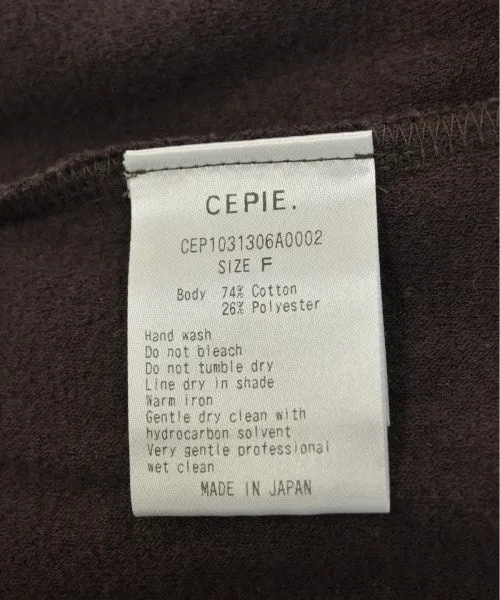 CEPIE.
CEP1031306A0002
SIZE F
Body 74% Cotton
26% Polyester
Hand wash
Do not bleach
Do not tumble dry
Line dry in shade
Warm iron
Gentle dry clean with
hydrocarbon solvent
Very gentle professional
wet clean
MADE IN JAPAN